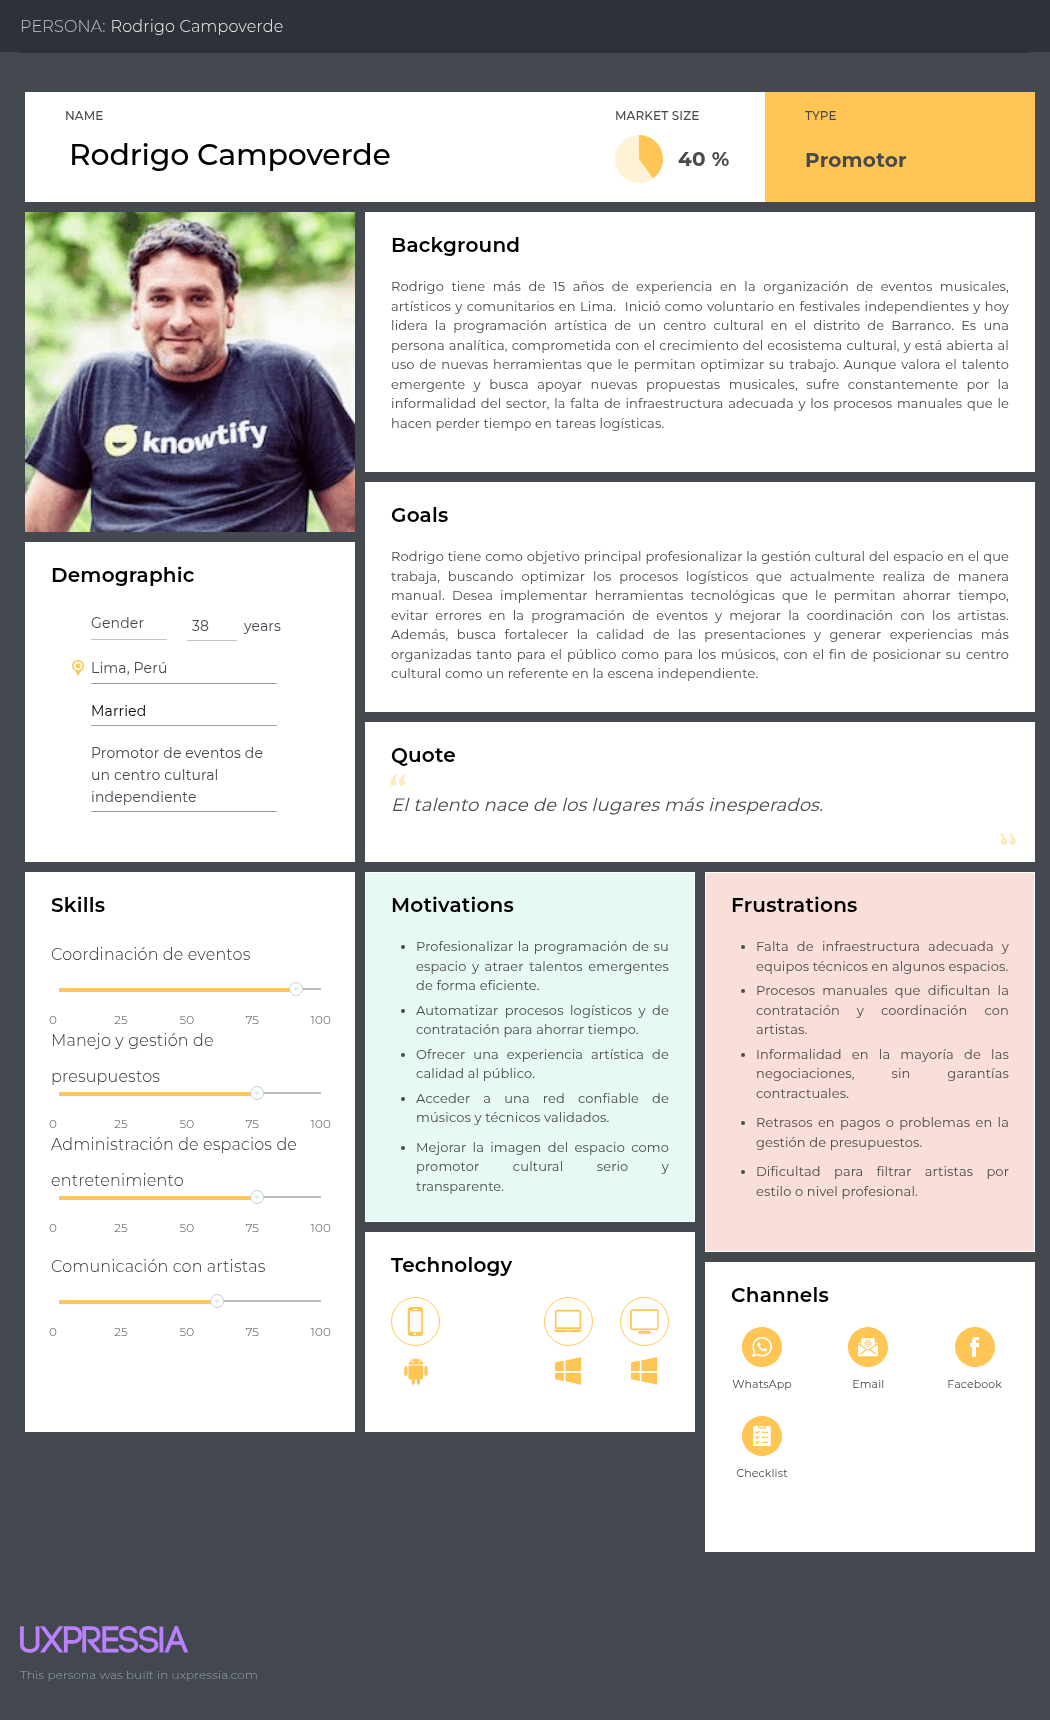 PERSONA: Rodrigo Campoverde
NAME
Rodrigo Campoverde
MARKET SIZE
40 %
TYPE
Promotor
knowtify
Background
Rodrigo tiene más de 15 años de experiencia en la organización de eventos musicales,
artísticos y comunitarios en Lima. Inició como voluntario en festivales independientes y hoy
lidera la programación artística de un centro cultural en el distrito de Barranco. Es una
persona analítica, comprometida con el crecimiento del ecosistema cultural, y está abierta al
uso de nuevas herramientas que le permitan optimizar su trabajo. Aunque valora el talento
emergente y busca apoyar nuevas propuestas musicales, sufre constantemente por la
informalidad del sector, la falta de infraestructura adecuada y los procesos manuales que le
hacen perder tiempo en tareas logísticas.
Goals
Rodrigo tiene como objetivo principal profesionalizar la gestión cultural del espacio en el que
trabaja, buscando optimizar los procesos logísticos que actualmente realiza de manera
manual. Desea implementar herramientas tecnológicas que le permitan ahorrar tiempo,
evitar errores en la programación de eventos y mejorar la coordinación con los artistas.
Además, busca fortalecer la calidad de las presentaciones y generar experiencias más
organizadas tanto para el público como para los músicos, con el fin de posicionar su centro
cultural como un referente en la escena independiente.
Demographic
Gender
38 years
Lima, Perú
Married
Promotor de eventos de
un centro cultural
independiente
Quote
“
El talento nace de los lugares más inesperados.
”
Skills
Coordinación de eventos
0 25 50 75 100
Manejo y gestión de
presupuestos
0 25 50 75 100
Administración de espacios de
entretenimiento
0 25 50 75 100
Comunicación con artistas
0 25 50 75 100
Motivations
• Profesionalizar la programación de su
espacio y atraer talentos emergentes
de forma eficiente.
• Automatizar procesos logísticos y de
contratación para ahorrar tiempo.
• Ofrecer una experiencia artística de
calidad al público.
• Acceder a una red confiable de
músicos y técnicos validados.
• Mejorar la imagen del espacio como
promotor cultural serio y
transparente.
Frustrations
• Falta de infraestructura adecuada y
equipos técnicos en algunos espacios.
• Procesos manuales que dificultan la
contratación y coordinación con
artistas.
• Informalidad en la mayoría de las
negociaciones, sin garantías
contractuales.
• Retrasos en pagos o problemas en la
gestión de presupuestos.
• Dificultad para filtrar artistas por
estilo o nivel profesional.
Technology
Channels
WhatsApp
Email
Facebook
Checklist
UXPRESSIA
This persona was built in uxpressia.com